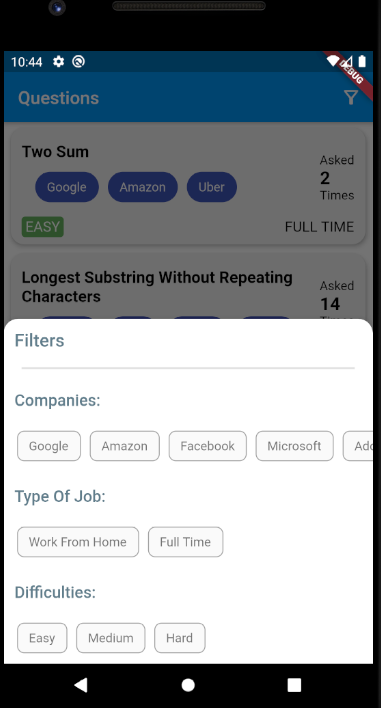 10:44
DEBUG
Questions
Two Sum
Google Amazon Uber
Asked
2
Times
EASY
FULL TIME
Longest Substring Without Repeating
Characters
Asked
14
Filters
Companies:
Google Amazon Facebook Microsoft
Type Of Job:
Work From Home Full Time
Difficulties:
Easy Medium Hard